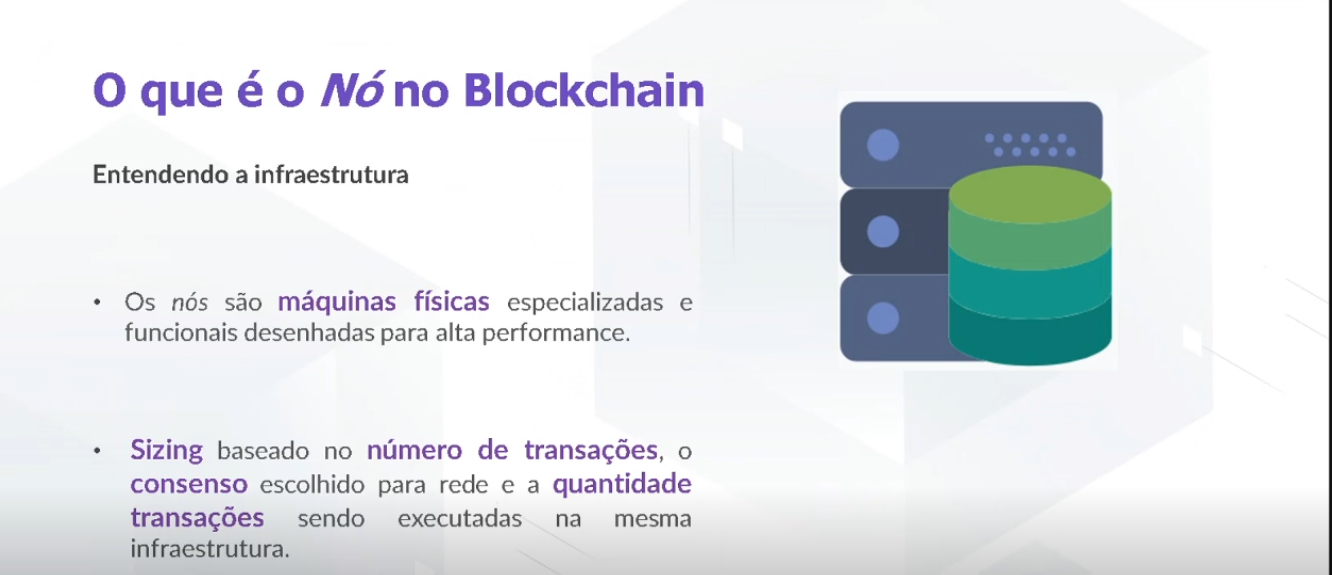 O que é o Nó no Blockchain
Entendendo a infraestrutura
• Os nós são máquinas físicas especializadas e
funcionais desenhadas para alta performance.
• Sizing baseado no número de transações, o
consenso escolhido para rede e a quantidade
transações sendo executadas na mesma
infraestrutura.